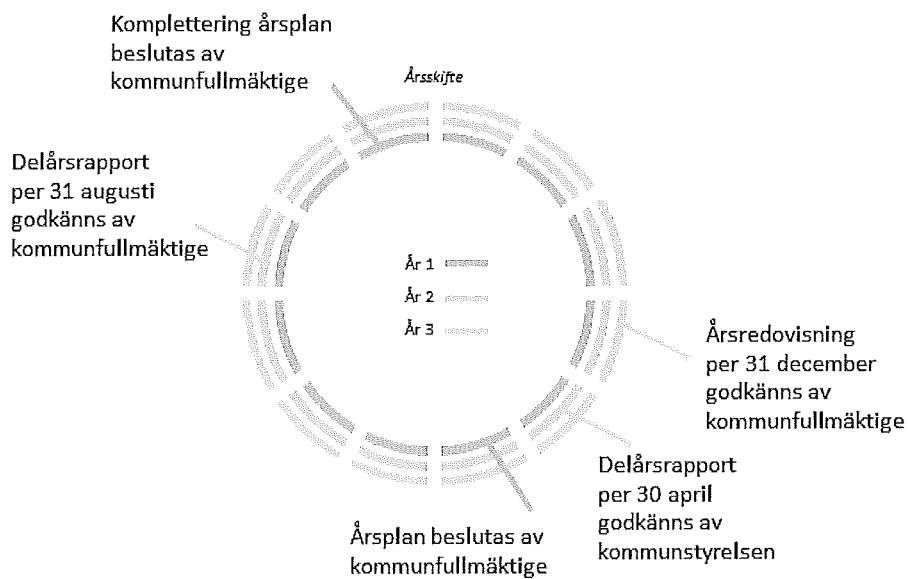 Komplettering årsplan
beslutas av
kommunfullmäktige
Årsskifte
Delårsrapport
per 31 augusti
godkänns av
kommunfullmäktige
År 1
År 2
År 3
Årsredovisning
per 31 december
godkänns av
kommunfullmäktige
Delårsrapport
per 30 april
godkänns av
kommunstyrelsen
Årsplan beslutas av
kommunfullmäktige